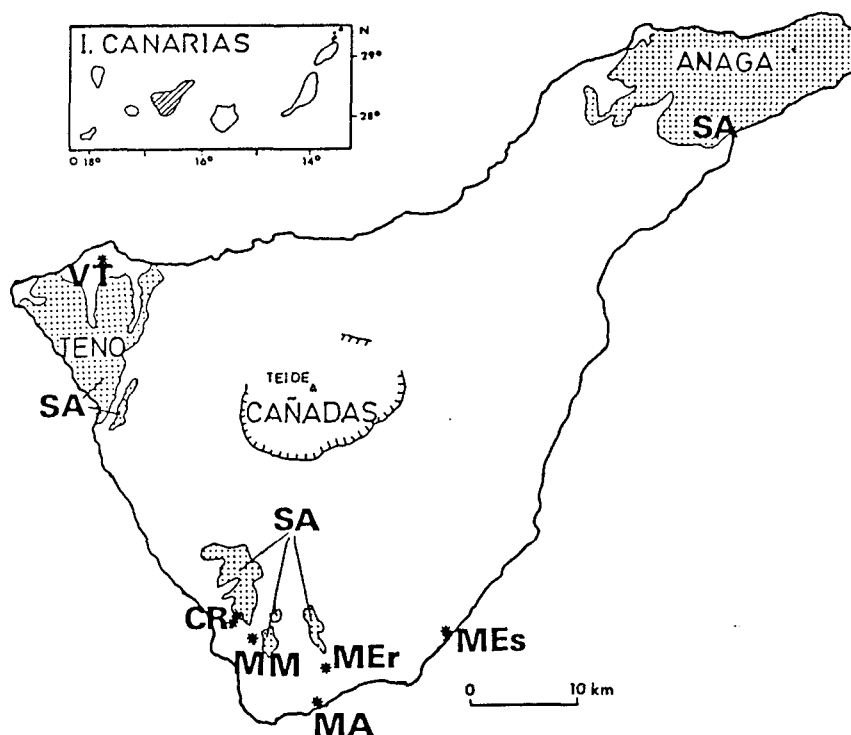 I. CANARIAS
N
29°
28°
O 18° 16° 14°
ANAGA
SA
VT
TENO
SA
TEIDE
CAÑADAS
SA
CR
MM
MEr
MEs
MA
0 10 km